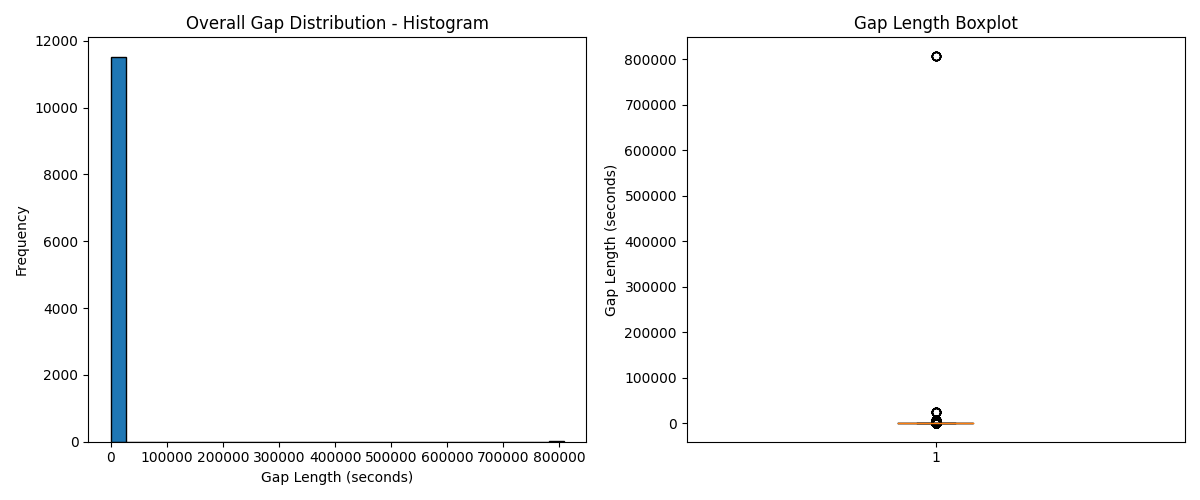 Overall Gap Distribution - Histogram
Frequency
12000
10000
8000
6000
4000
2000
0
0 100000 200000 300000 400000 500000 600000 700000 800000
Gap Length (seconds)
Gap Length Boxplot
Gap Length (seconds)
800000
700000
600000
500000
400000
300000
200000
100000
0
1